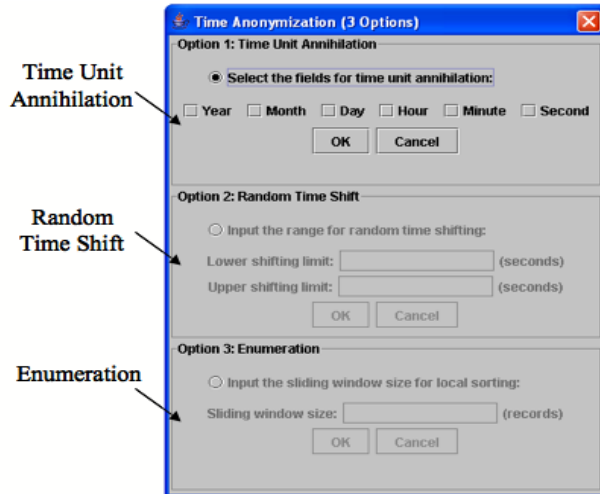 Time Anonymization (3 Options)
Option 1: Time Unit Annihilation
Time Unit
Annihilation
Select the fields for time unit annihilation:
Year Month Day Hour Minute Second
OK Cancel
Option 2: Random Time Shift
Random
Time Shift
Input the range for random time shifting:
Lower shifting limit: (seconds)
Upper shifting limit: (seconds)
OK Cancel
Option 3: Enumeration
Enumeration
Input the sliding window size for local sorting:
Sliding window size: (records)
OK Cancel